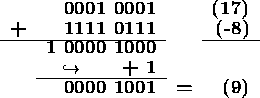 0001 0001 (17)
+ 1111 0111 (-8)
1 0000 1000
↪ + 1
0000 1001 = (9)